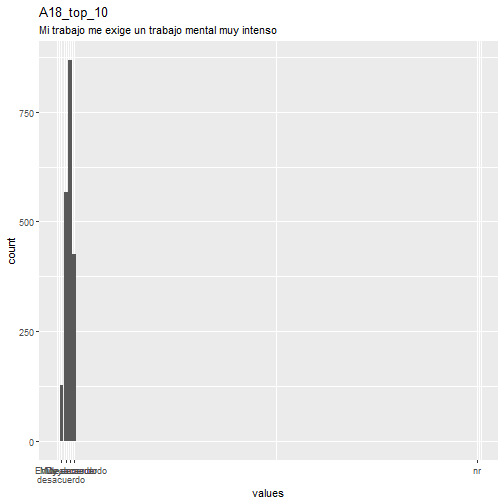 A18_top_10
Mi trabajo me exige un trabajo mental muy intenso
count
750
500
250
0
desacuerdo
nr
values